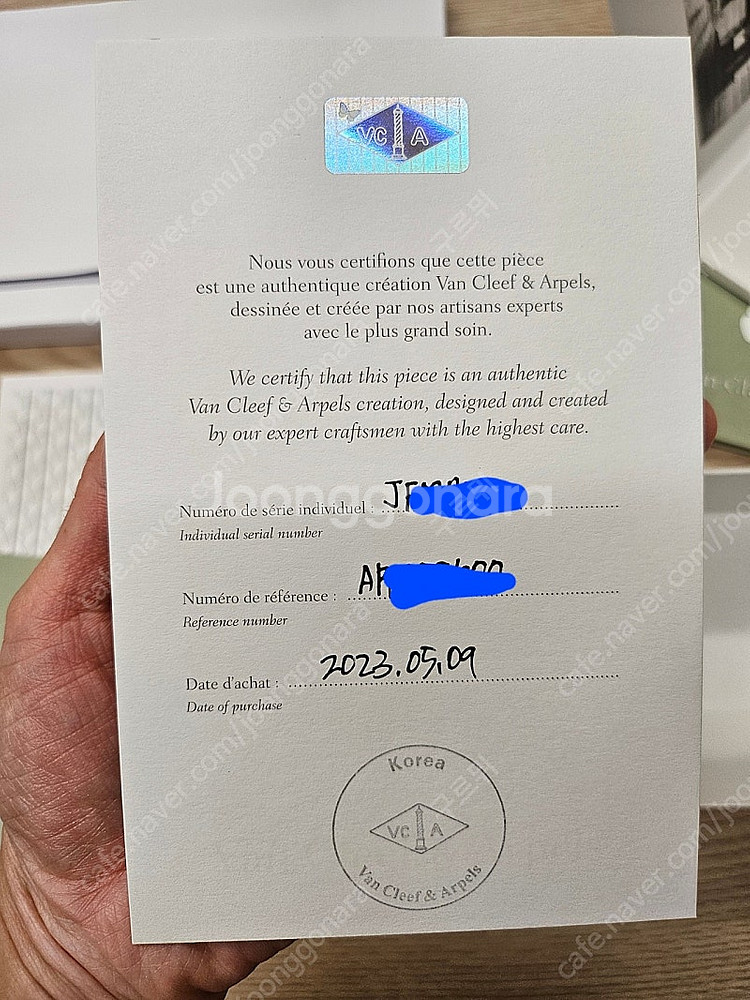 VC A
Nous vous certifions que cette pièce
est une authentique création Van Cleef & Arpels,
dessinée et créée par nos artisans experts
avec le plus grand soin.
We certify that this piece is an authentic
Van Cleef & Arpels creation, designed and created
by our expert craftsmen with the highest care.
Joonggonara
Numéro de série individuel :
Individual serial number
Numéro de référence :
Reference number
Date d'achat : 2023.05.09
Date of purchase
Korea
VC A
Van Cleef & Arpels
cafe.naver.com/joonggonara